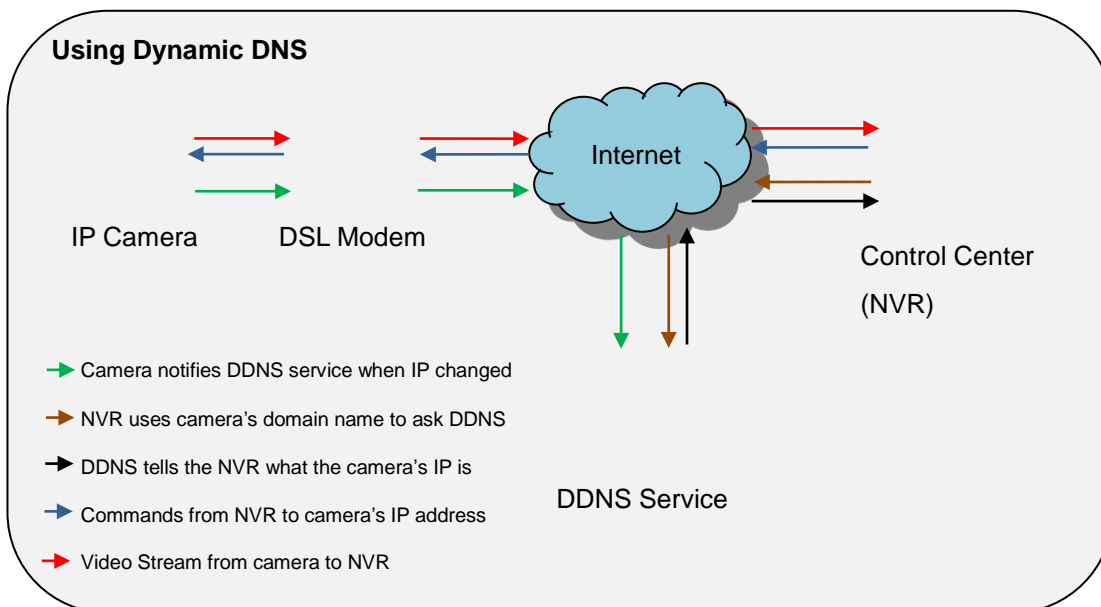 Using Dynamic DNS
Internet
IP Camera
DSL Modem
Control Center
(NVR)
Camera notifies DDNS service when IP changed
NVR uses camera’s domain name to ask DDNS
DDNS tells the NVR what the camera’s IP is
Commands from NVR to camera’s IP address
Video Stream from camera to NVR
DDNS Service